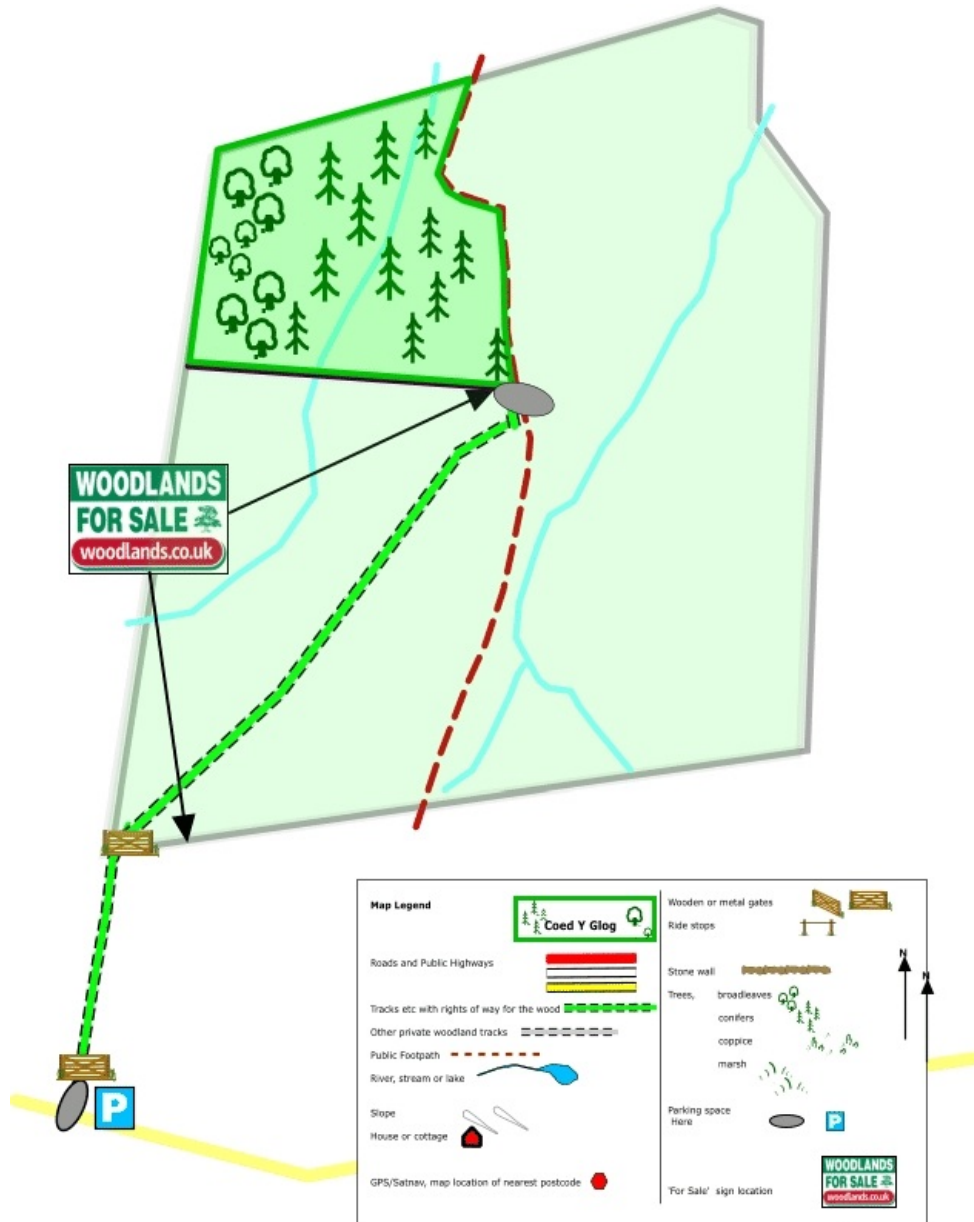 WOODLANDS
FOR SALE
woodlands.co.uk
P
Map Legend
Coed Y Glog
Roads and Public Highways
Tracks etc with rights of way for the wood
Other private woodland tracks
Public Footpath
River, stream or lake
Slope
House or cottage
GPS/Satnav, map location of nearest postcode
Wooden or metal gates
Ride stops
Stone wall
Trees, broadleaves
conifers
coppice
marsh
N
N
Parking space
Here
P
'For Sale' sign location
WOODLANDS
FOR SALE
woodlands.co.uk